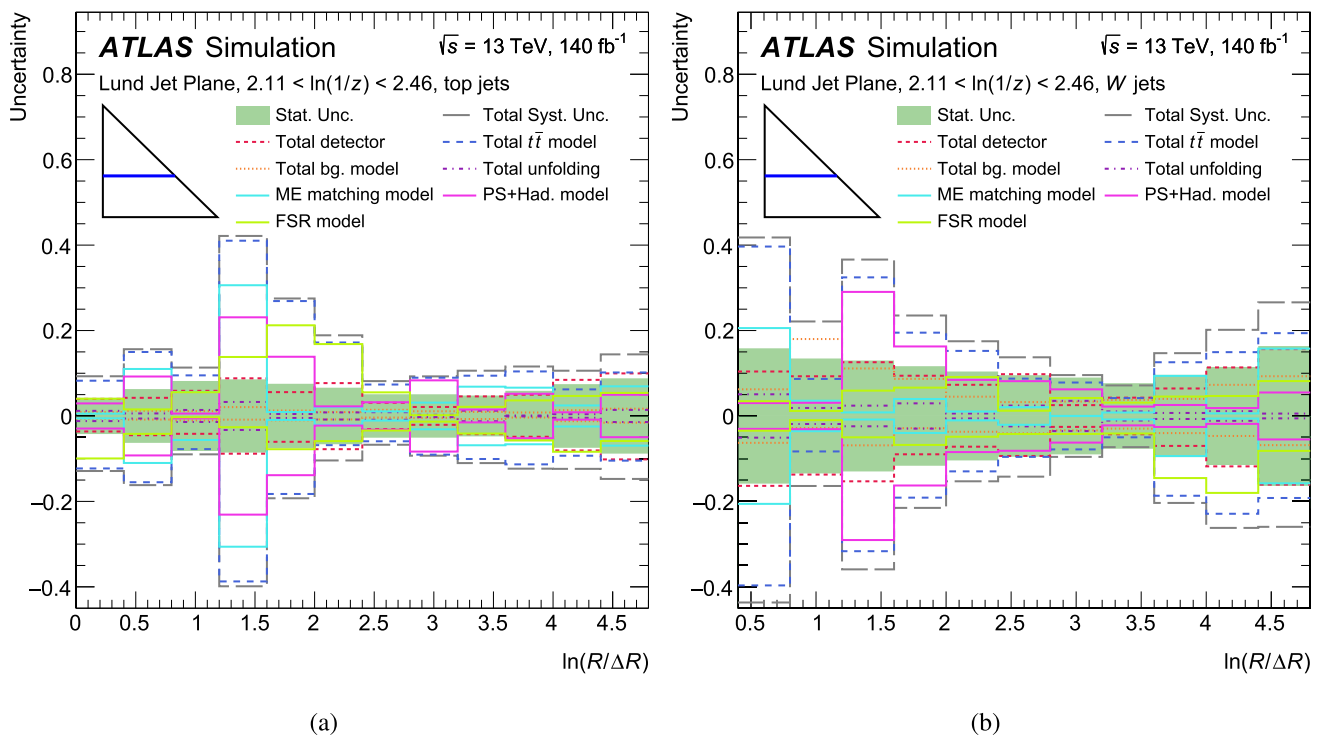 Uncertainty
ATLAS Simulation
√s = 13 TeV, 140 fb⁻¹
Lund Jet Plane, 2.11 < ln(1/z) < 2.46, top jets
Stat. Unc.
Total Syst. Unc.
Total detector
Total tt̄ model
Total bg. model
Total unfolding
ME matching model
PS+Had. model
FSR model
0.8
0.6
0.4
0.2
0
−0.2
−0.4
0 0.5 1 1.5 2 2.5 3 3.5 4 4.5
ln(R/ΔR)
(a)
Uncertainty
ATLAS Simulation
√s = 13 TeV, 140 fb⁻¹
Lund Jet Plane, 2.11 < ln(1/z) < 2.46, W jets
Stat. Unc.
Total Syst. Unc.
Total detector
Total tt̄ model
Total bg. model
Total unfolding
ME matching model
PS+Had. model
FSR model
0.8
0.6
0.4
0.2
0
−0.2
−0.4
0.5 1 1.5 2 2.5 3 3.5 4 4.5
ln(R/ΔR)
(b)